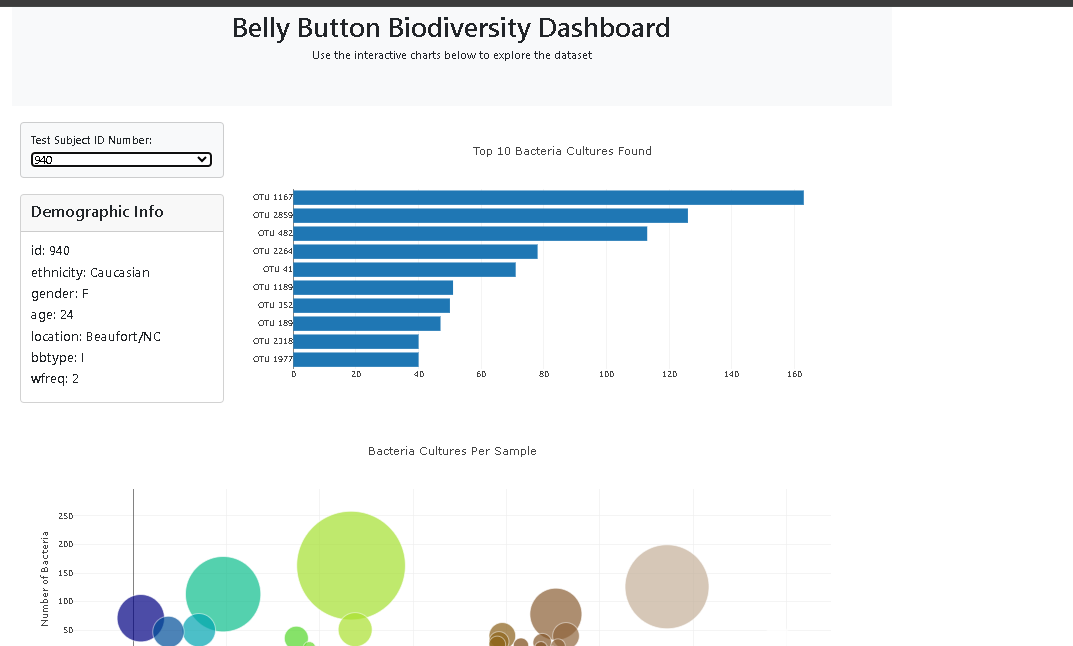 Belly Button Biodiversity Dashboard
Use the interactive charts below to explore the dataset
Test Subject ID Number:
940
Demographic Info
id: 940
ethnicity: Caucasian
gender: F
age: 24
location: Beaufort/NC
bbtype: I
wfreq: 2
Top 10 Bacteria Cultures Found
OTU 1167
OTU 2859
OTU 482
OTU 2264
OTU 41
OTU 1189
OTU 352
OTU 189
OTU 2318
OTU 1977
0 20 40 60 80 100 120 140 160
Bacteria Cultures Per Sample
Number of Bacteria
250
200
150
100
50